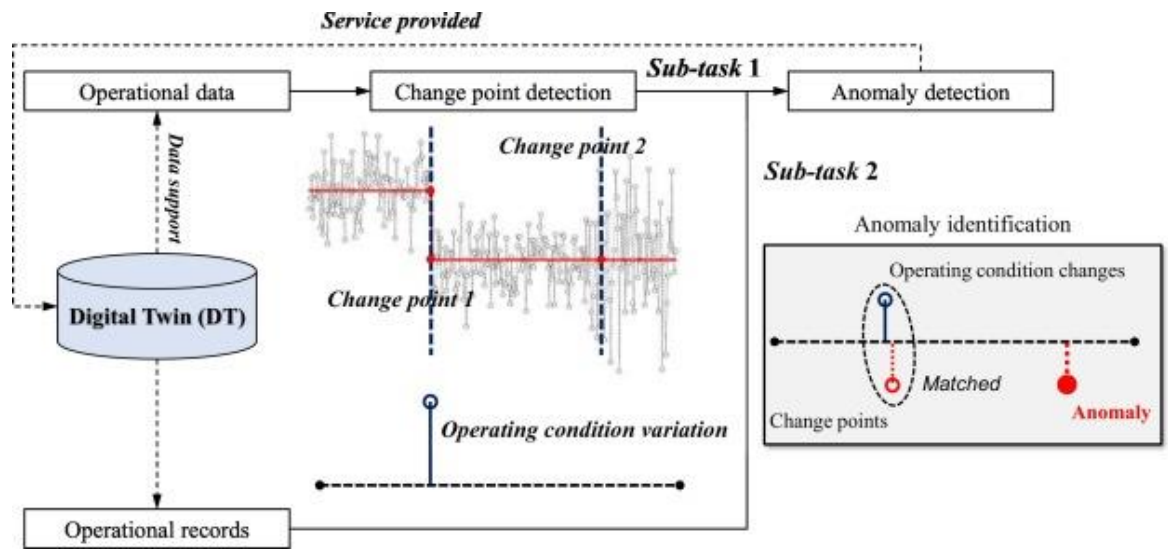 Service provided
Sub-task 1
Operational data
Change point detection
Anomaly detection
Data support
Change point 2
Sub-task 2
Anomaly identification
Operating condition changes
Change point 1
Digital Twin (DT)
Matched
Change points
Anomaly
Operating condition variation
Operational records